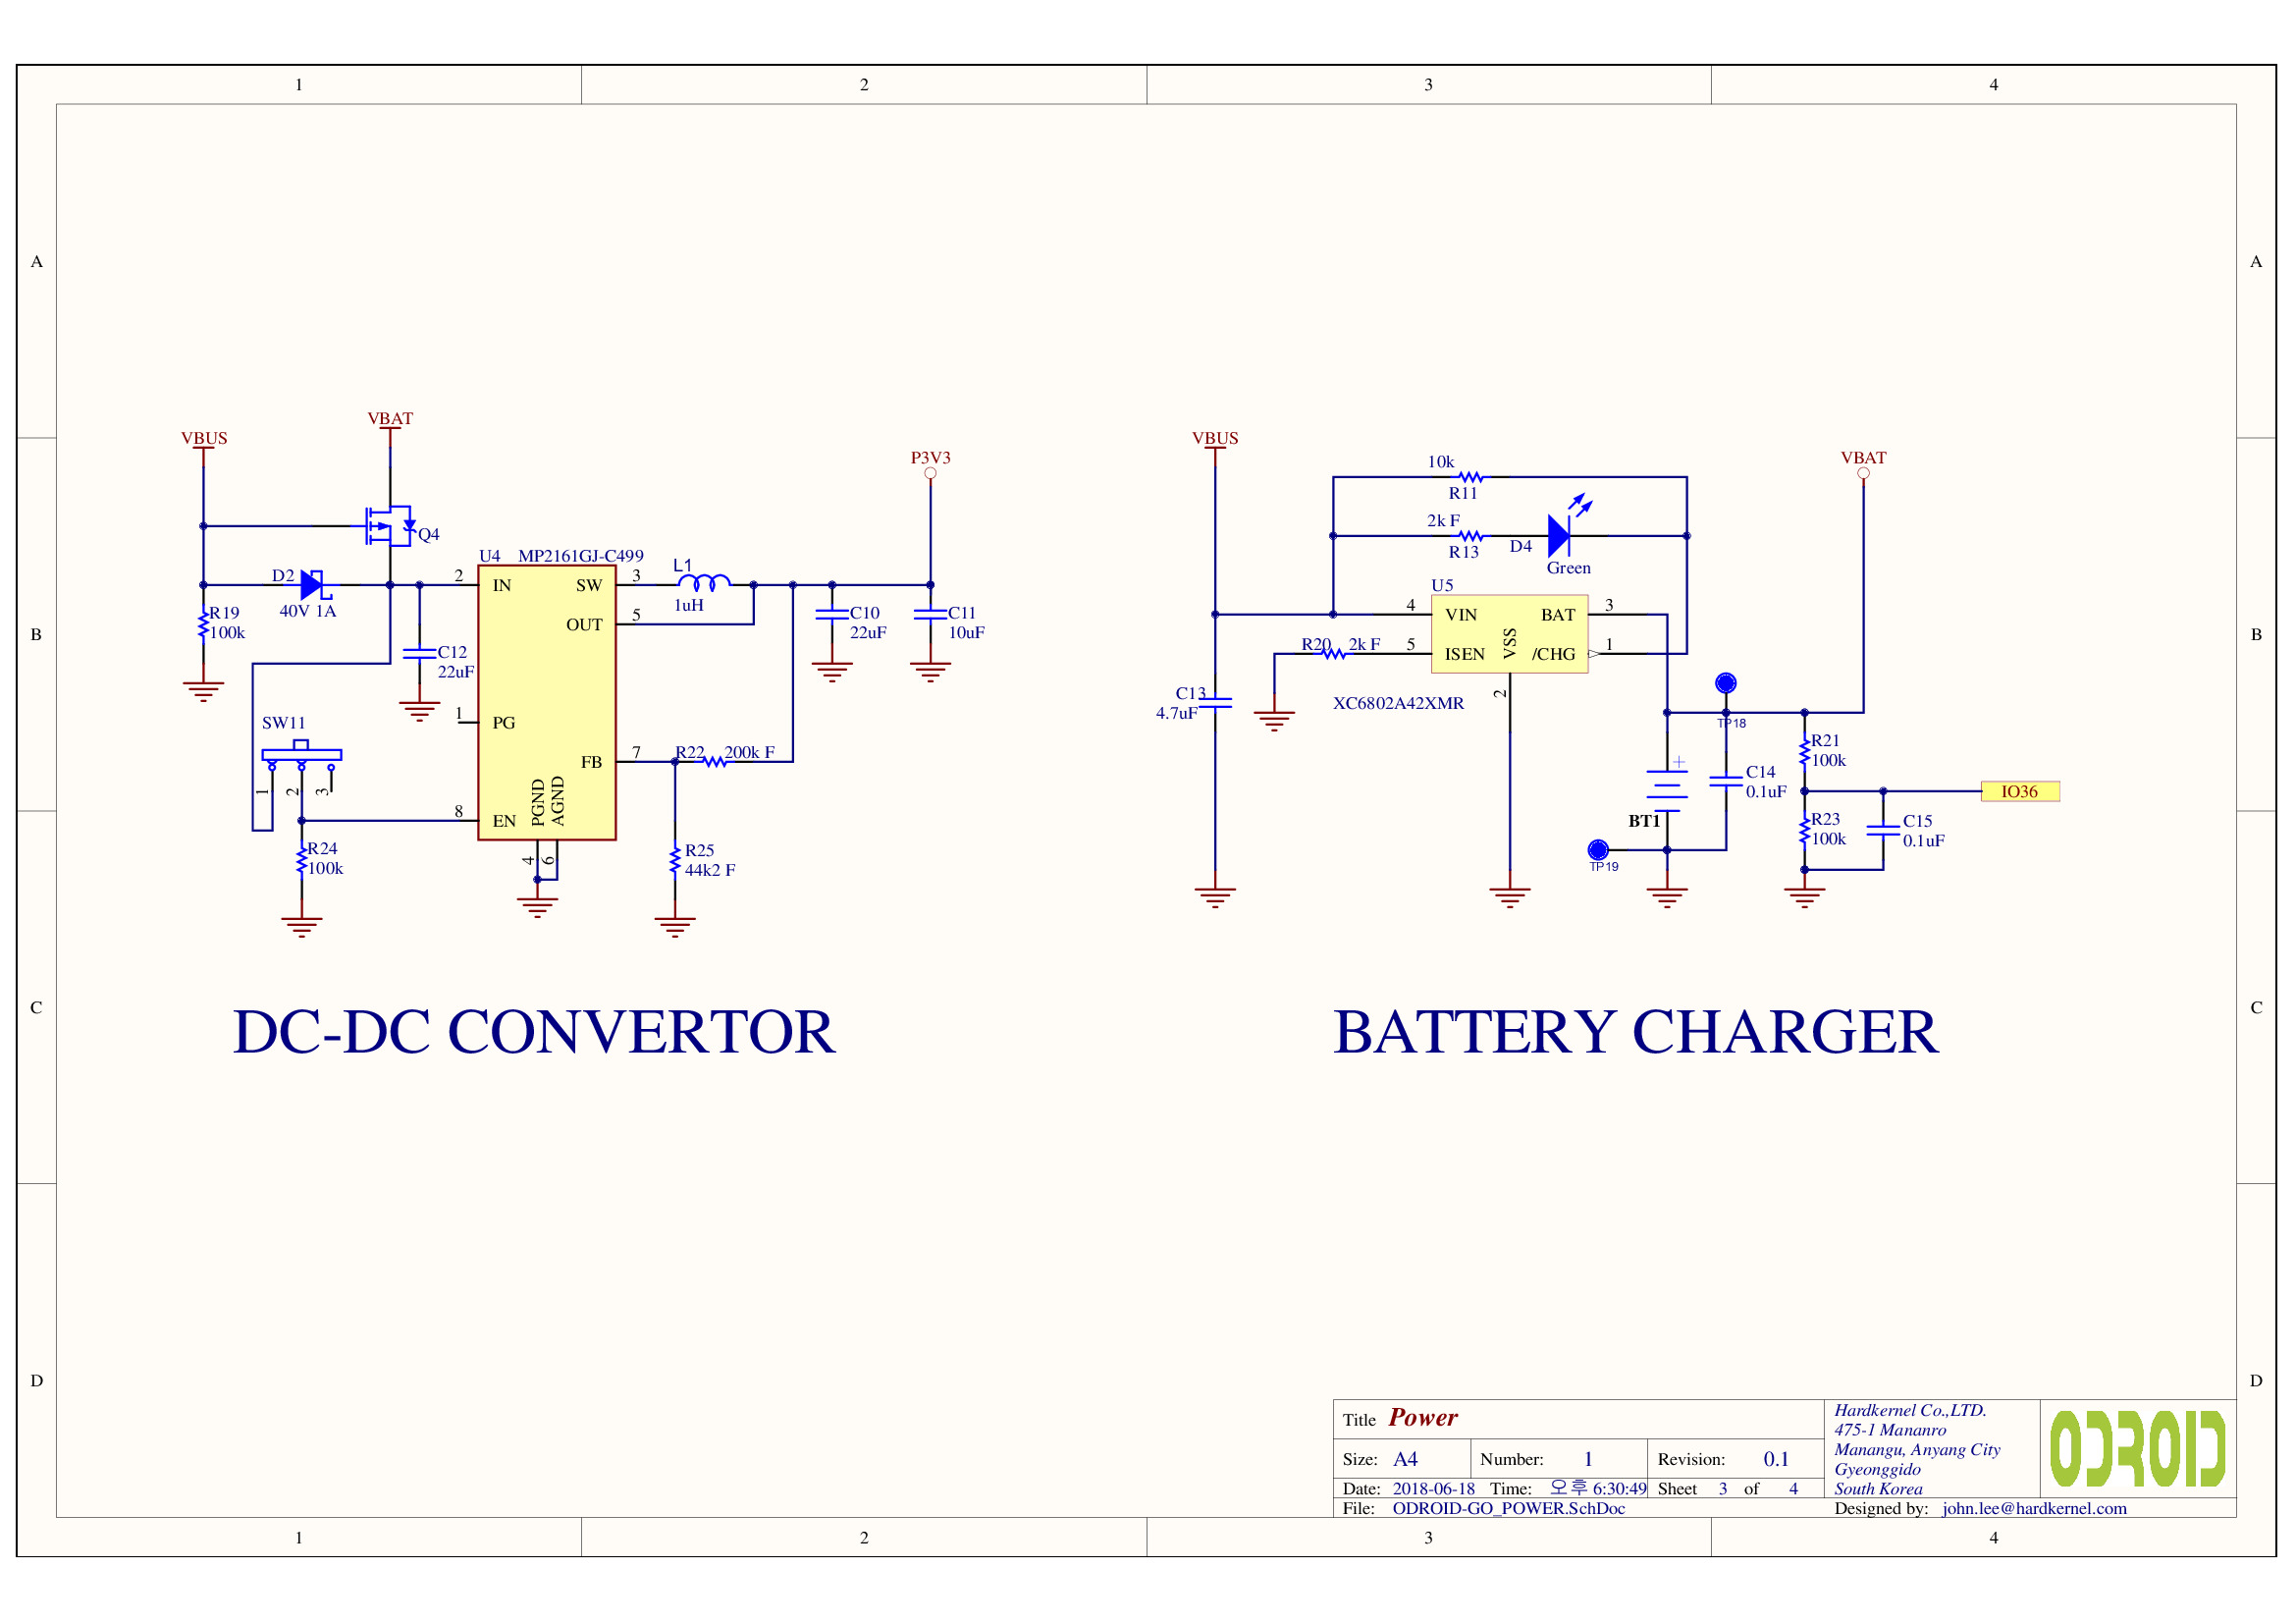 1 2 3 4
A A
B B
C C
D D
VBUS
VBAT
P3V3
Q4
D2
40V 1A
R19
100k
C12
22uF
SW11
1 2 3
R24
100k
U4 MP2161GJ-C499
2 IN SW 3
OUT 5
1 PG
FB 7
8 EN
PGND
AGND
4 6
L1
1uH
C10
22uF
C11
10uF
R22 200k F
R25
44k2 F
DC-DC CONVERTOR
VBUS
10k
R11
2k F
R13
D4
Green
VBAT
U5
4 VIN BAT 3
5 ISEN /CHG 1
VSS
2
R20 2k F
XC6802A42XMR
C13
4.7uF
TP18
+
BT1
TP19
C14
0.1uF
R21
100k
R23
100k
C15
0.1uF
IO36
BATTERY CHARGER
Title Power
Size: A4 Number: 1 Revision: 0.1
Date: 2018-06-18 Time: 오후 6:30:49 Sheet 3 of 4
File: ODROID-GO_POWER.SchDoc
Hardkernel Co.,LTD.
475-1 Mananro
Manangu, Anyang City
Gyeonggido
South Korea
Designed by: john.lee@hardkernel.com
ODROID
1 2 3 4